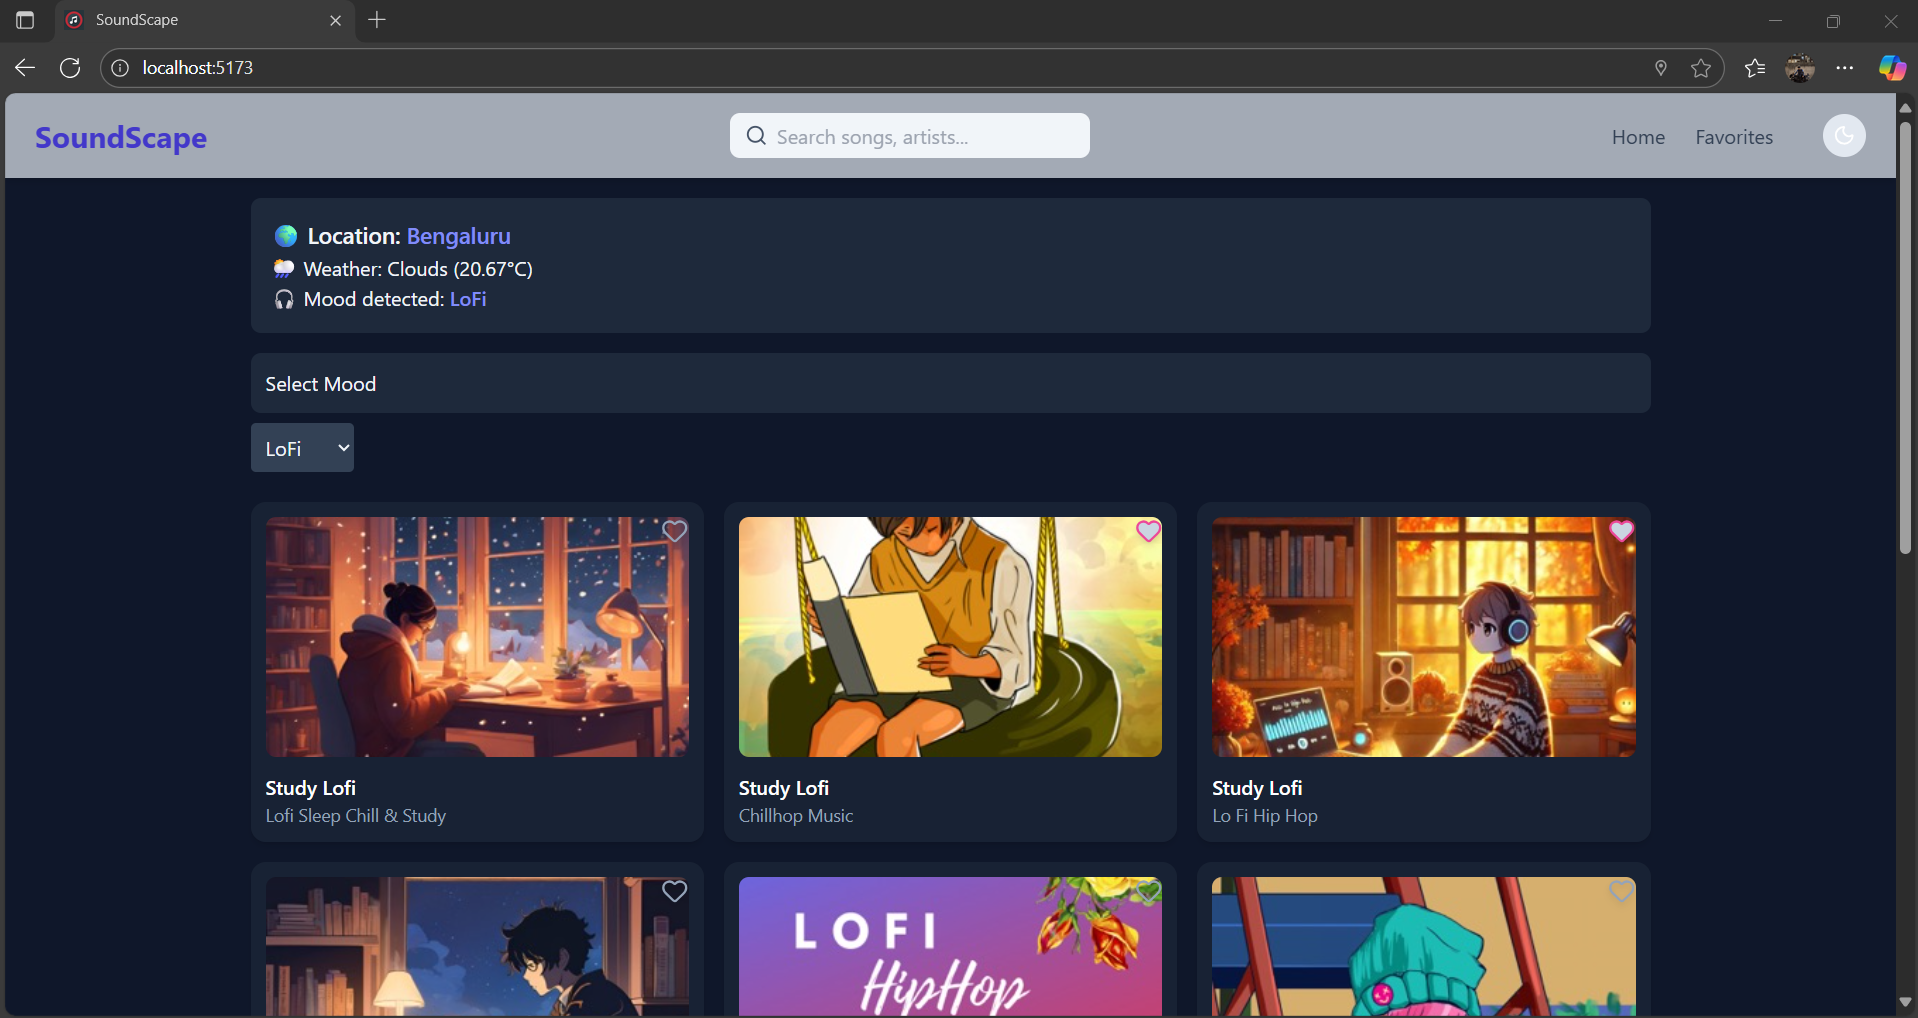 SoundScape
localhost:5173
SoundScape
Search songs, artists...
Home
Favorites
Location: Bengaluru
Weather: Clouds (20.67°C)
Mood detected: LoFi
Select Mood
LoFi
Study Lofi
Lofi Sleep Chill & Study
Study Lofi
Chillhop Music
Study Lofi
Lo Fi Hip Hop
LOFI
HipHop